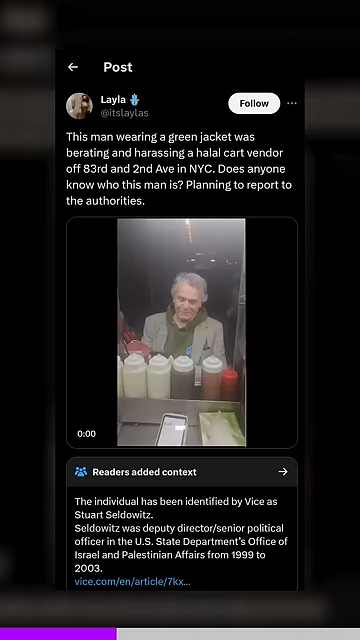 Post
Layla 🪬
@itslaylas
Follow
This man wearing a green jacket was
berating and harassing a halal cart vendor
off 83rd and 2nd Ave in NYC. Does anyone
know who this man is? Planning to report to
the authorities.
0:00
Readers added context
The individual has been identified by Vice as
Stuart Seldowitz.
Seldowitz was deputy director/senior political
officer in the U.S. State Department's Office of
Israel and Palestinian Affairs from 1999 to
2003.
vice.com/en/article/7kx...